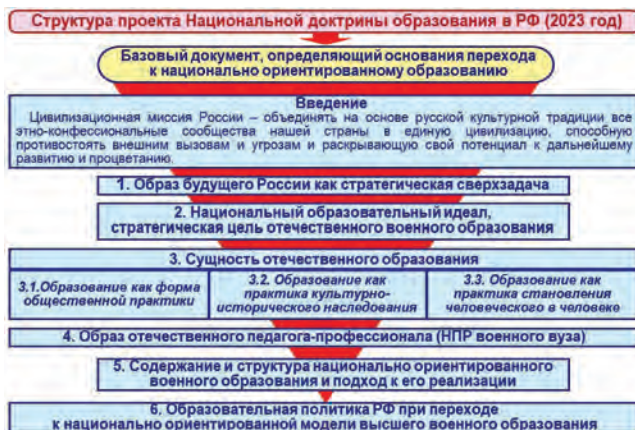 Структура проекта Национальной доктрины образования в РФ (2023 год)
Базовый документ, определяющий основания перехода
к национально ориентированному образованию
Введение
Цивилизационная миссия России – объединять на основе русской культурной традиции все
этно-конфессиональные сообщества нашей страны в единую цивилизацию, способную
противостоять внешним вызовам и угрозам и раскрывающую свой потенциал к дальнейшему
развитию и процветанию.
1. Образ будущего России как стратегическая сверхзадача
2. Национальный образовательный идеал,
стратегическая цель отечественного военного образования
3. Сущность отечественного образования
3.1.Образование как форма
общественной практики
3.2. Образование как
практика культурно-
исторического наследования
3.3. Образование как
практика становления
человеческого в человеке
4. Образ отечественного педагога-профессионала (НПР военного вуза)
5. Содержание и структура национально ориентированного
военного образования и подход к его реализации
6. Образовательная политика РФ при переходе
к национально ориентированной модели высшего военного образования